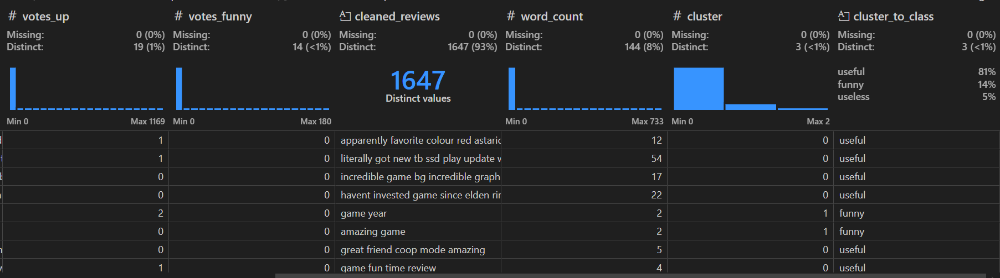 # votes_up # votes_funny cleaned_reviews # word_count # cluster cluster_to_class
Missing: 0 (0%) Missing: 0 (0%) Missing: 0 (0%) Missing: 0 (0%) Missing: 0 (0%) Missing: 0 (0%)
Distinct: 19 (1%) Distinct: 14 (<1%) Distinct: 1647 (93%) Distinct: 144 (8%) Distinct: 3 (<1%) Distinct: 3 (<1%)
1647
Distinct values
useful 81%
funny 14%
useless 5%
Min 0 Max 1169 Min 0 Max 180 Min 0 Max 733 Min 0 Max 2
1 0 apparently favorite colour red astaric 12 0 useful
1 0 literally got new tb ssd play update 54 0 useful
0 0 incredible game bg incredible graph 17 0 useful
0 0 havent invested game since elden rin 22 0 useful
2 0 game year 2 1 funny
0 0 amazing game 2 1 funny
0 0 great friend coop mode amazing 5 0 useful
1 0 game fun time review 4 0 useful